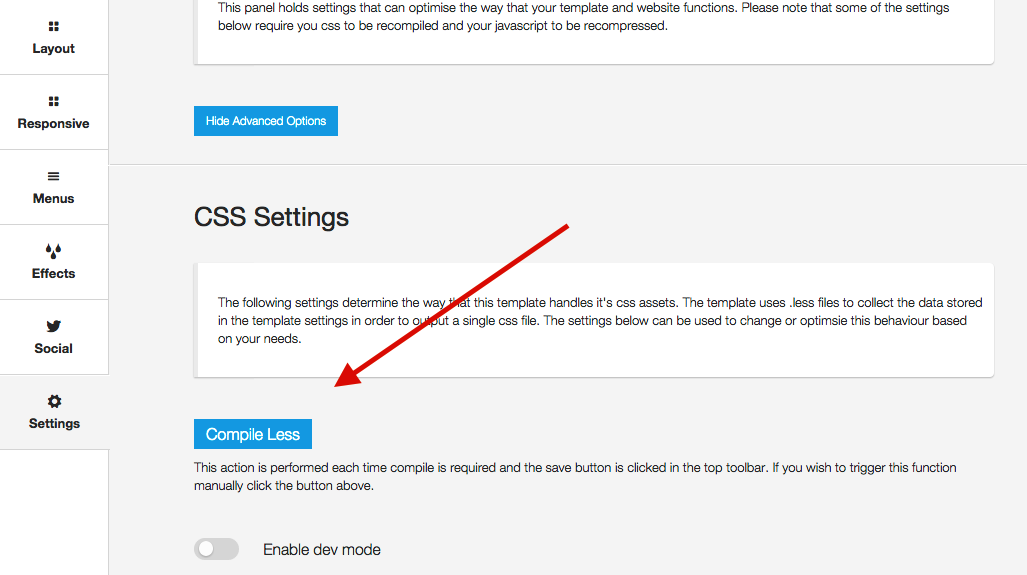 Layout
Responsive
Menus
Effects
Social
Settings
This panel holds settings that can optimise the way that your template and website functions. Please note that some of the settings
below require you css to be recompiled and your javascript to be recompressed.
Hide Advanced Options
CSS Settings
The following settings determine the way that this template handles it's css assets. The template uses .less files to collect the data stored
in the template settings in order to output a single css file. The settings below can be used to change or optimsie this behaviour based
on your needs.
Compile Less
This action is performed each time compile is required and the save button is clicked in the top toolbar. If you wish to trigger this function
manually click the button above.
Enable dev mode